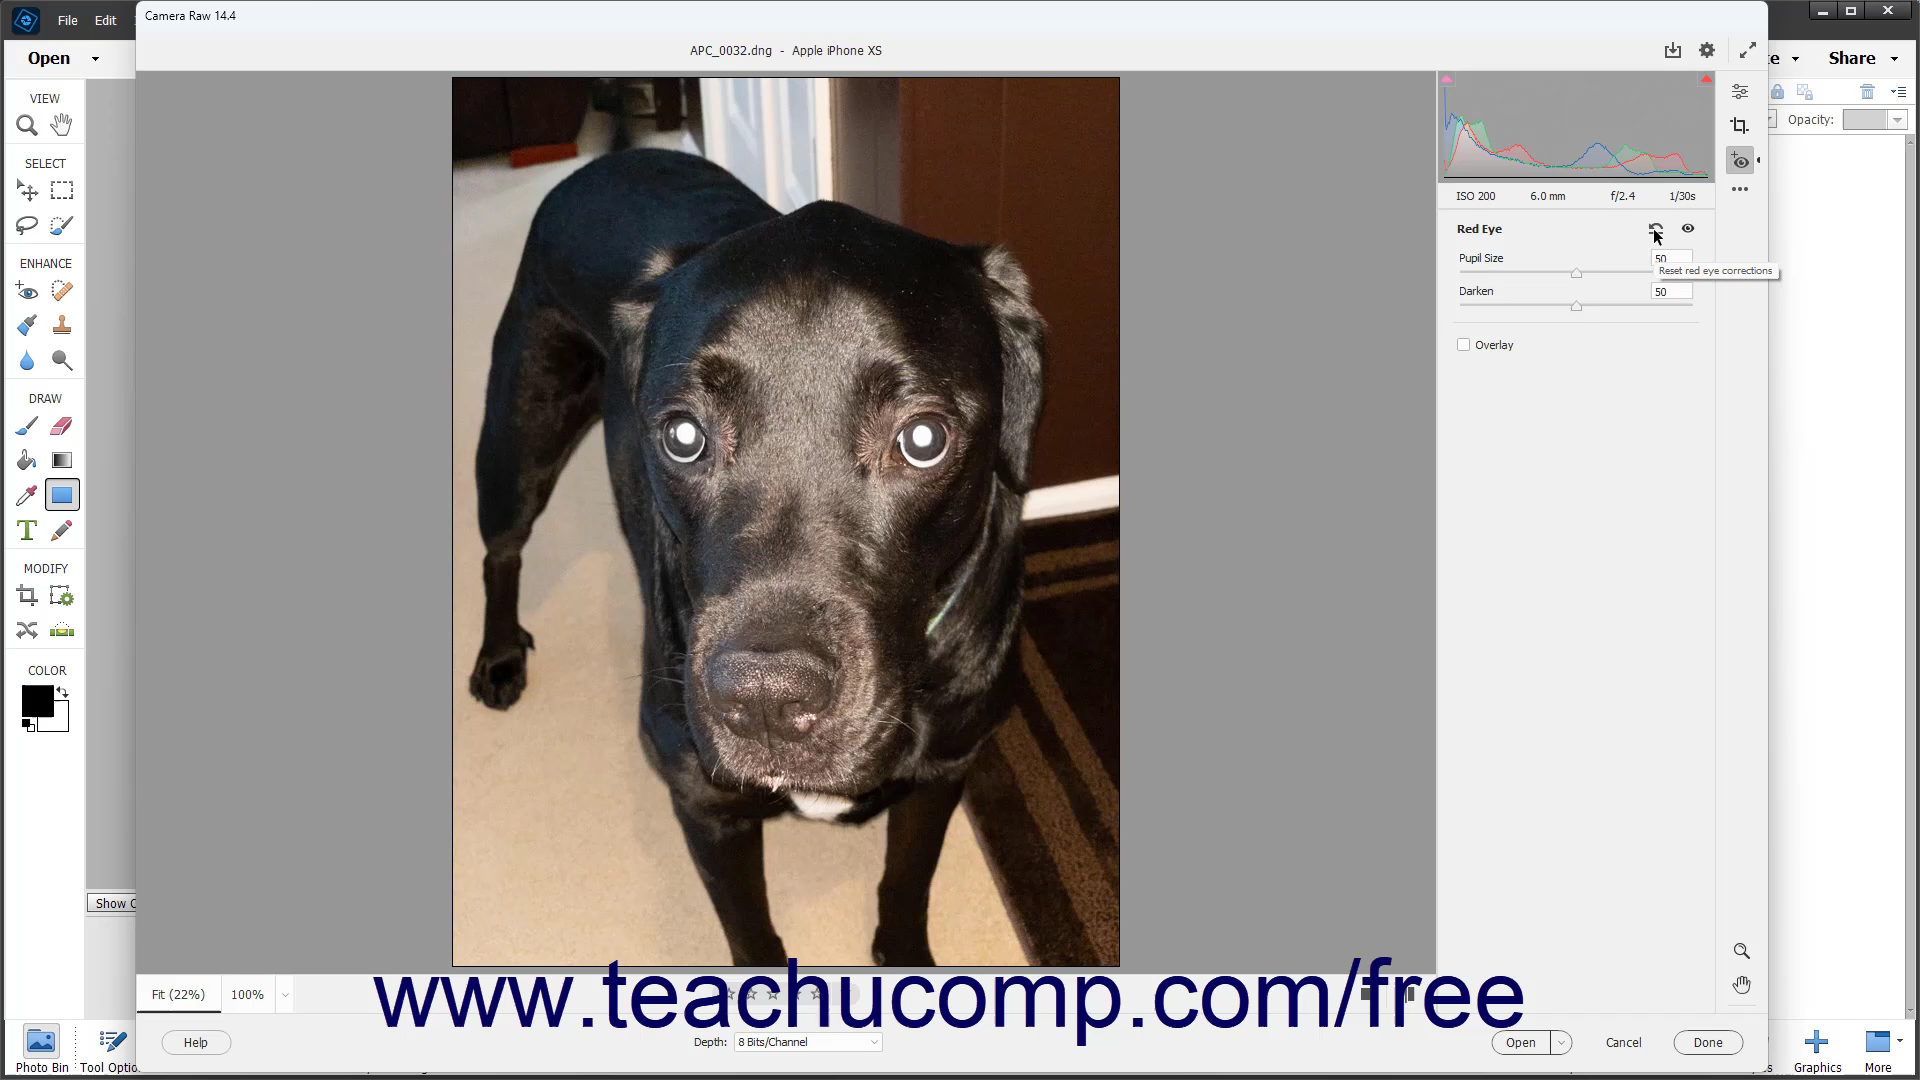 Camera Raw 14.4
File Edit
APC_0032.dng - Apple iPhone XS
Open
te
Share
VIEW
Opacity:
SELECT
ISO 200 6.0 mm f/2.4 1/30s
Red Eye
Pupil Size 50
Reset red eye corrections
Darken 50
Overlay
ENHANCE
DRAW
T
MODIFY
COLOR
Show O
Fit (22%) 100%
www.teachucomp.com/free
Help
Depth: 8 Bits/Channel
Open
Cancel
Done
Photo Bin
Tool Optio
Graphics
More